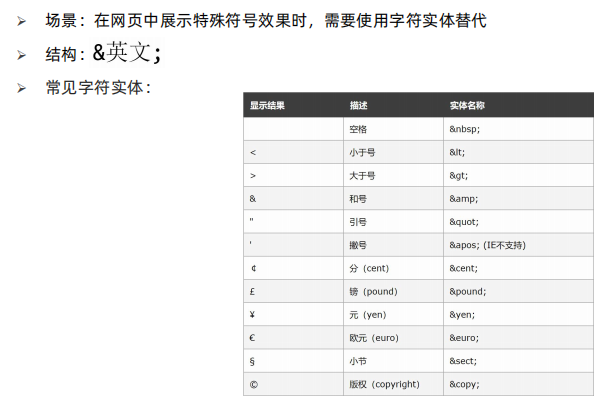 ➢ 场景：在网页中展示特殊符号效果时，需要使用字符实体替代
➢ 结构：&英文;
➢ 常见字符实体：
显示结果 描述 实体名称
空格 &nbsp;
< 小于号 &lt;
> 大于号 &gt;
& 和号 &amp;
" 引号 &quot;
' 撇号 &apos; (IE不支持)
¢ 分（cent） &cent;
£ 镑（pound） &pound;
¥ 元（yen） &yen;
€ 欧元（euro） &euro;
§ 小节 &sect;
© 版权（copyright） &copy;